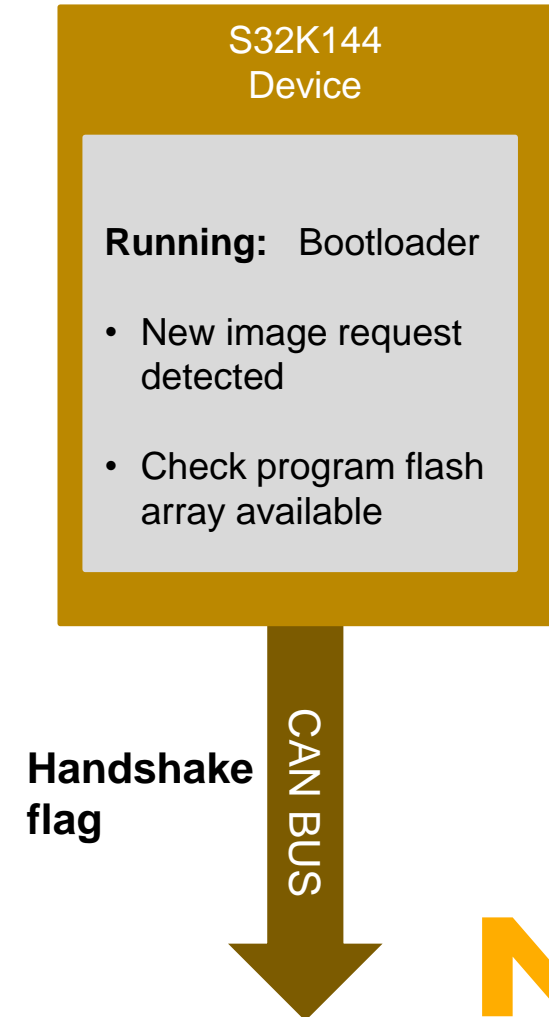 S32K144
Device
Running: Bootloader
• New image request
detected
• Check program flash
array available
Handshake
flag
CAN BUS
N